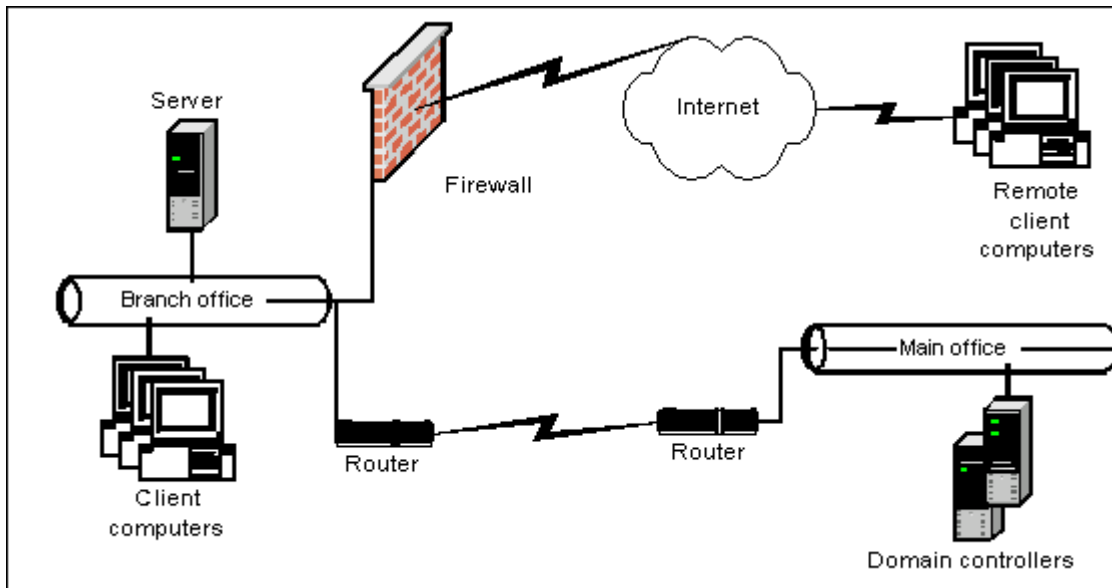 Server
Internet
Firewall
Remote
client
computers
Branch office
Main office
Router
Router
Client
computers
Domain controllers